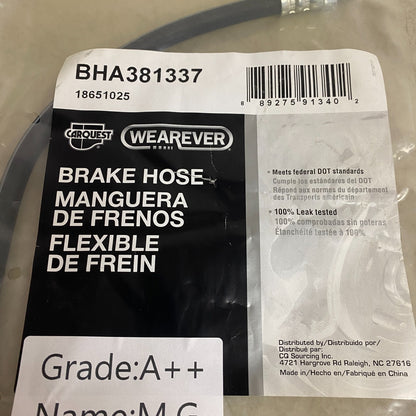 BHA381337
18651025
8 89275 91340 2
CARQUEST
WEAREVER
BRAKE HOSE
MANGUERA
DE FRENOS
FLEXIBLE
DE FREIN
• Meets federal DOT standards
Cumple los estándares del DOT
Répond aux normes du département
des Transports américain
• 100% Leak tested
100% comprobadas sin goteras
Étanchéité testée à 100%
Distributed by/Distribuido por/
Distribué par:
CQ Sourcing Inc.
4721 Hargrove Rd Raleigh, NC 27616
Made in/Hecho en/Fabriqué en China
Grade:A++
Name:M.G